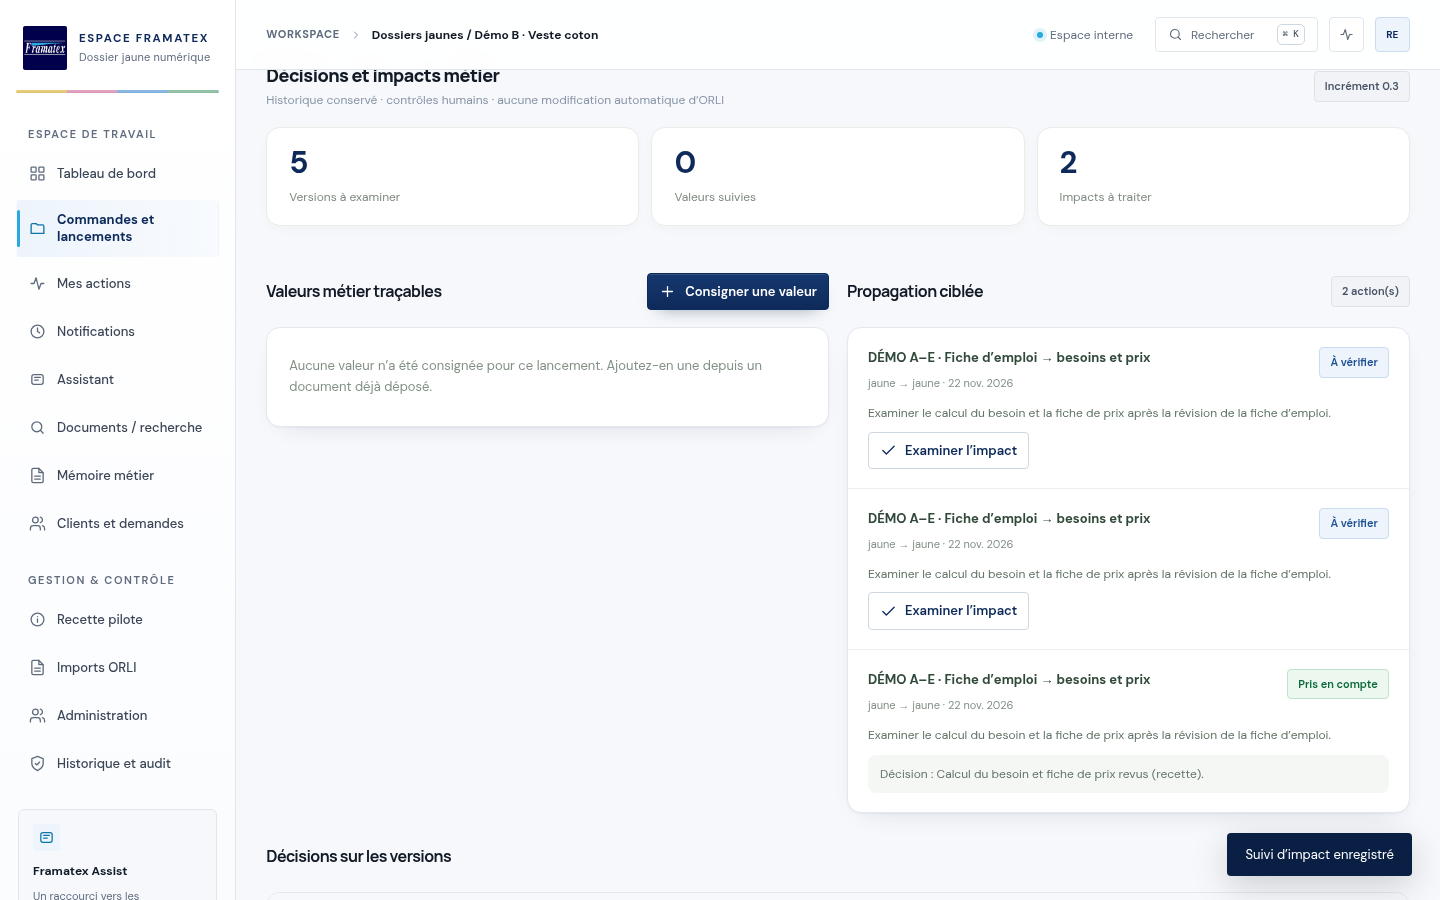 Framatex
ESPACE FRAMATEX
Dossier jaune numérique
ESPACE DE TRAVAIL
Tableau de bord
Commandes et
lancements
Mes actions
Notifications
Assistant
Documents / recherche
Mémoire métier
Clients et demandes
GESTION & CONTRÔLE
Recette pilote
Imports ORLI
Administration
Historique et audit
Framatex Assist
Un raccourci vers les
WORKSPACE
Dossiers jaunes / Démo B · Veste coton
Espace interne
Rechercher
⌘ K
RE
Décisions et impacts métier
Historique conservé · contrôles humains · aucune modification automatique d’ORLI
Incrément 0.3
5
Versions à examiner
0
Valeurs suivies
2
Impacts à traiter
Valeurs métier traçables
Consigner une valeur
Aucune valeur n’a été consignée pour ce lancement. Ajoutez-en une depuis un
document déjà déposé.
Propagation ciblée
2 action(s)
DÉMO A–E · Fiche d’emploi → besoins et prix
À vérifier
jaune → jaune · 22 nov. 2026
Examiner le calcul du besoin et la fiche de prix après la révision de la fiche d’emploi.
Examiner l’impact
DÉMO A–E · Fiche d’emploi → besoins et prix
À vérifier
jaune → jaune · 22 nov. 2026
Examiner le calcul du besoin et la fiche de prix après la révision de la fiche d’emploi.
Examiner l’impact
DÉMO A–E · Fiche d’emploi → besoins et prix
Pris en compte
jaune → jaune · 22 nov. 2026
Examiner le calcul du besoin et la fiche de prix après la révision de la fiche d’emploi.
Décision : Calcul du besoin et fiche de prix revus (recette).
Décisions sur les versions
Suivi d’impact enregistré